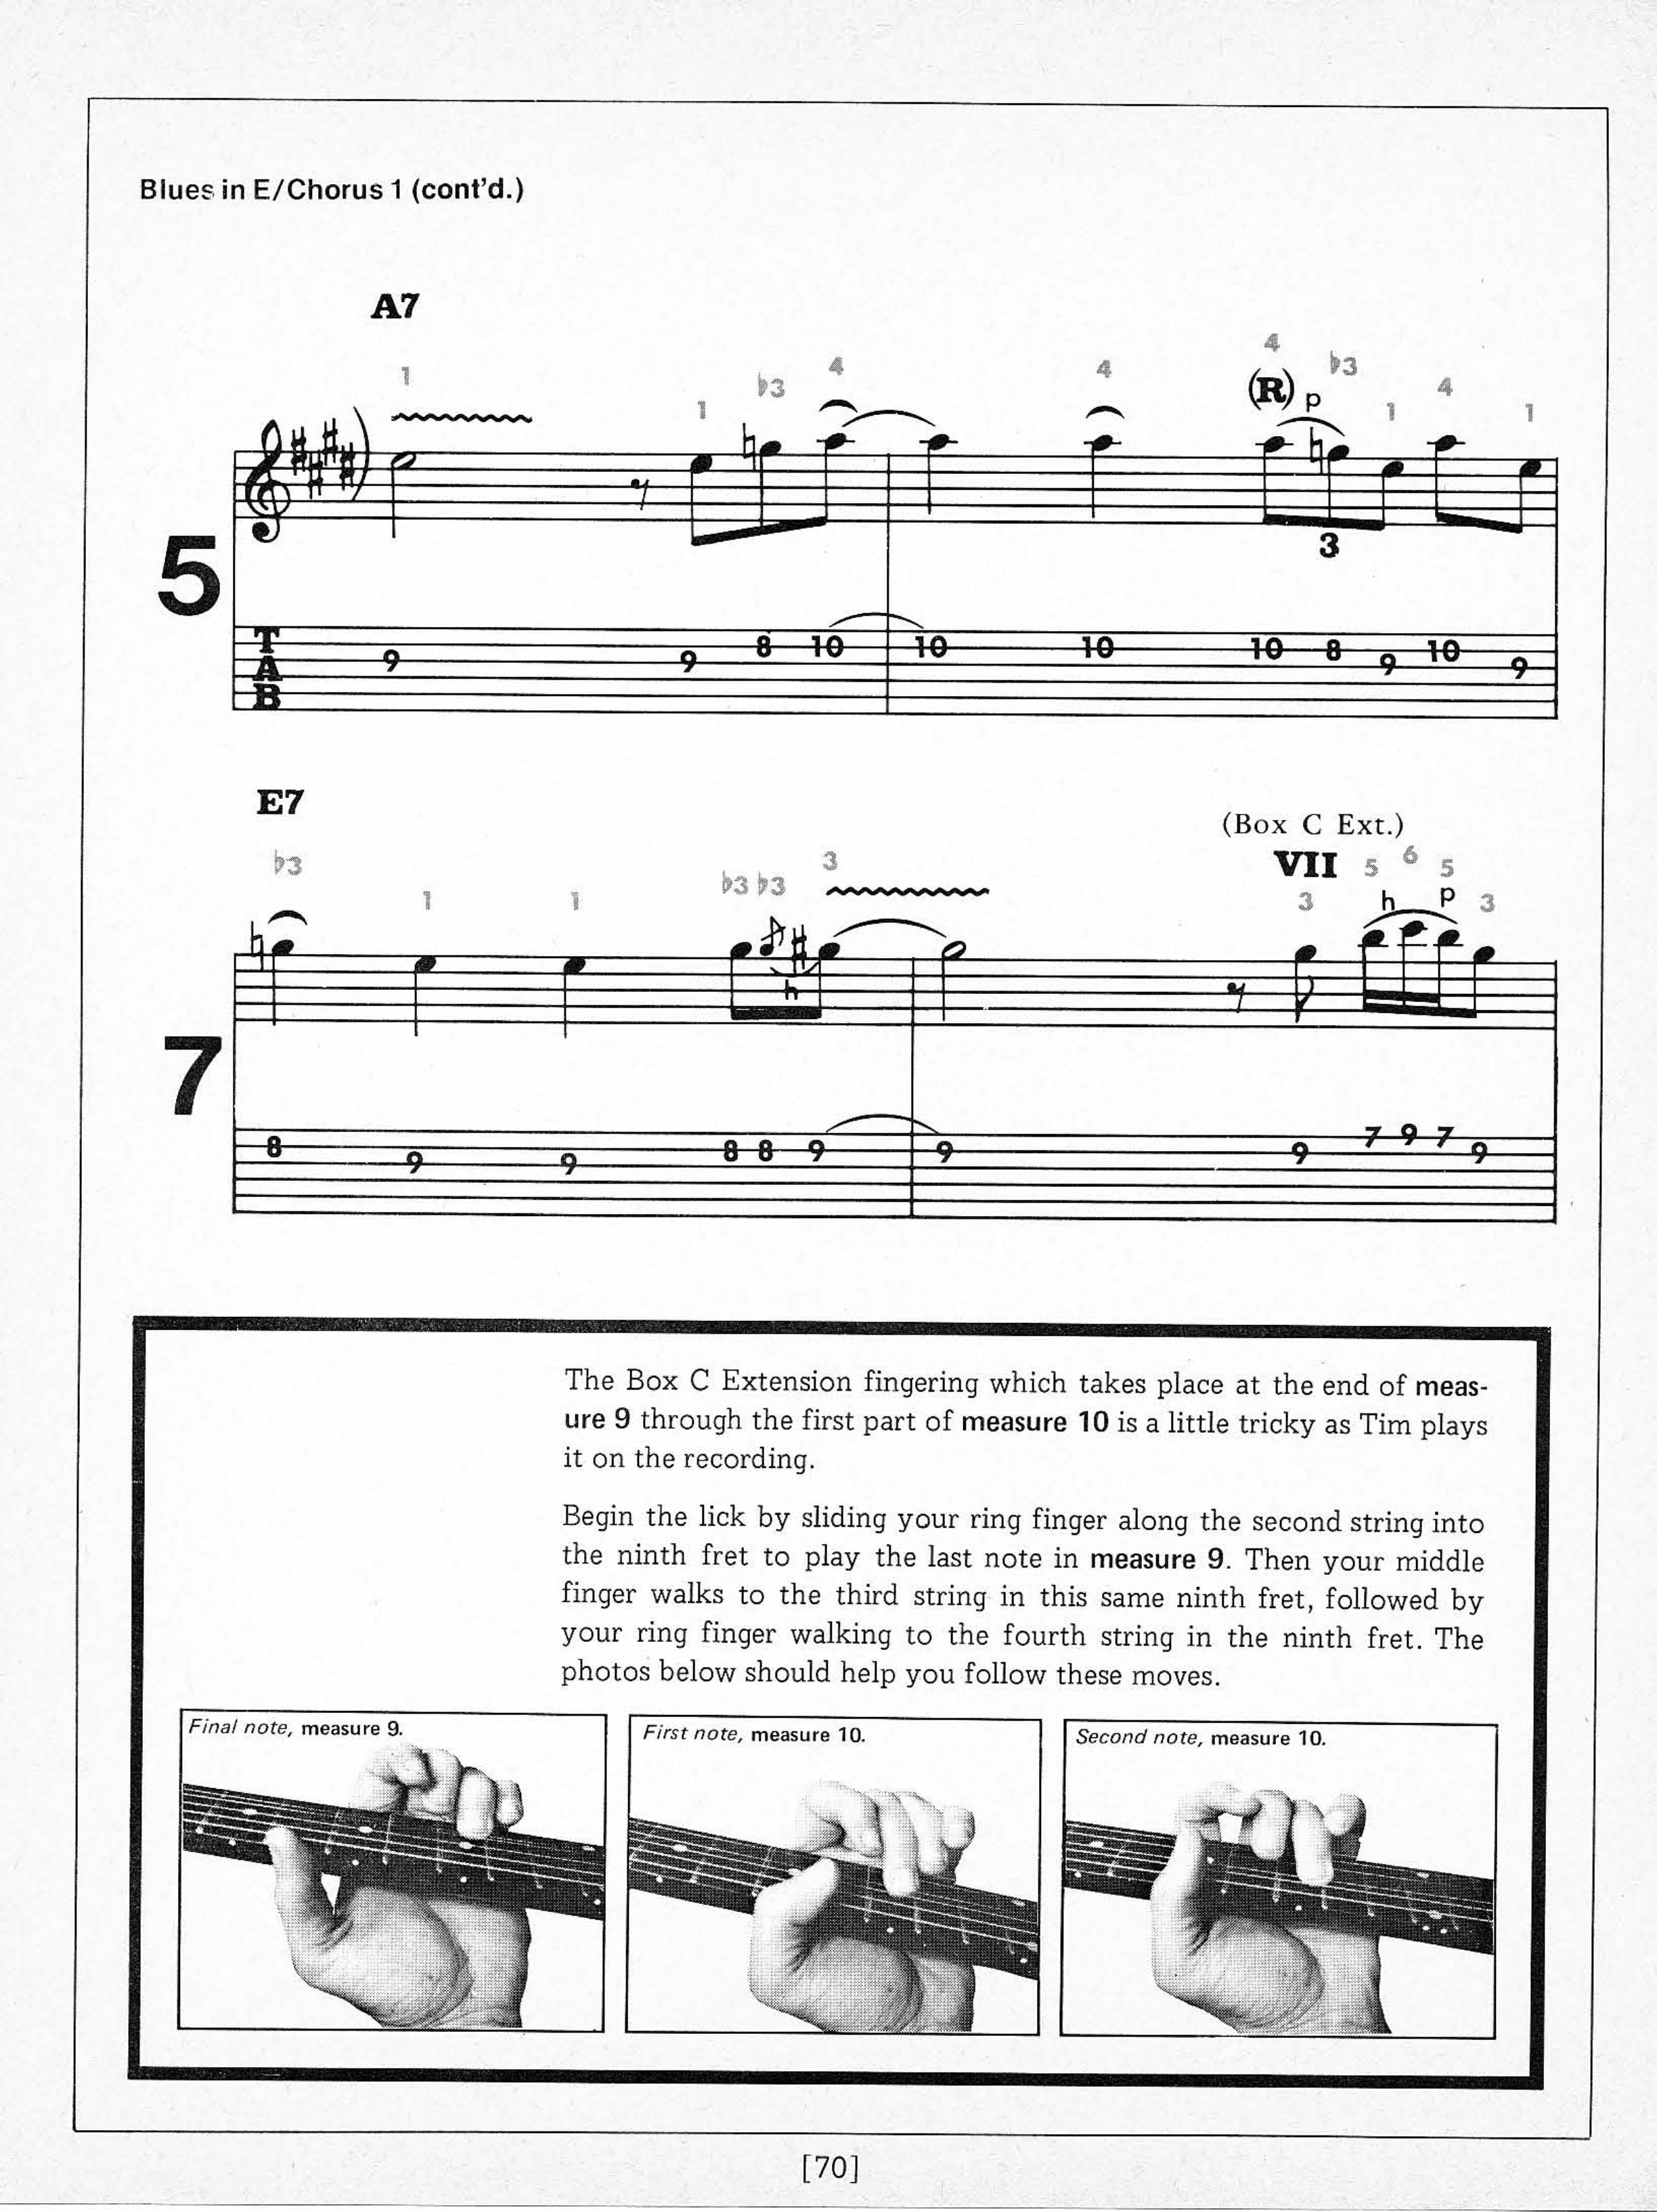 Blues in E/Chorus 1 (cont'd.)
A7
4
1 1 ♭3 4 4 (R) p ♭3 1 4 1
3
5
T
A
B
9 9 8 10 10 10 10 8 9 10 9
E7
(Box C Ext.)
VII 5 6 5
♭3 1 1 ♭3 ♭3 3 3 h p 3
h
7
8 9 9 8 8 9 9 9 7 9 7 9
The Box C Extension fingering which takes place at the end of meas-
ure 9 through the first part of measure 10 is a little tricky as Tim plays
it on the recording.
Begin the lick by sliding your ring finger along the second string into
the ninth fret to play the last note in measure 9. Then your middle
finger walks to the third string in this same ninth fret, followed by
your ring finger walking to the fourth string in the ninth fret. The
photos below should help you follow these moves.
Final note, measure 9.
First note, measure 10.
Second note, measure 10.
[70]